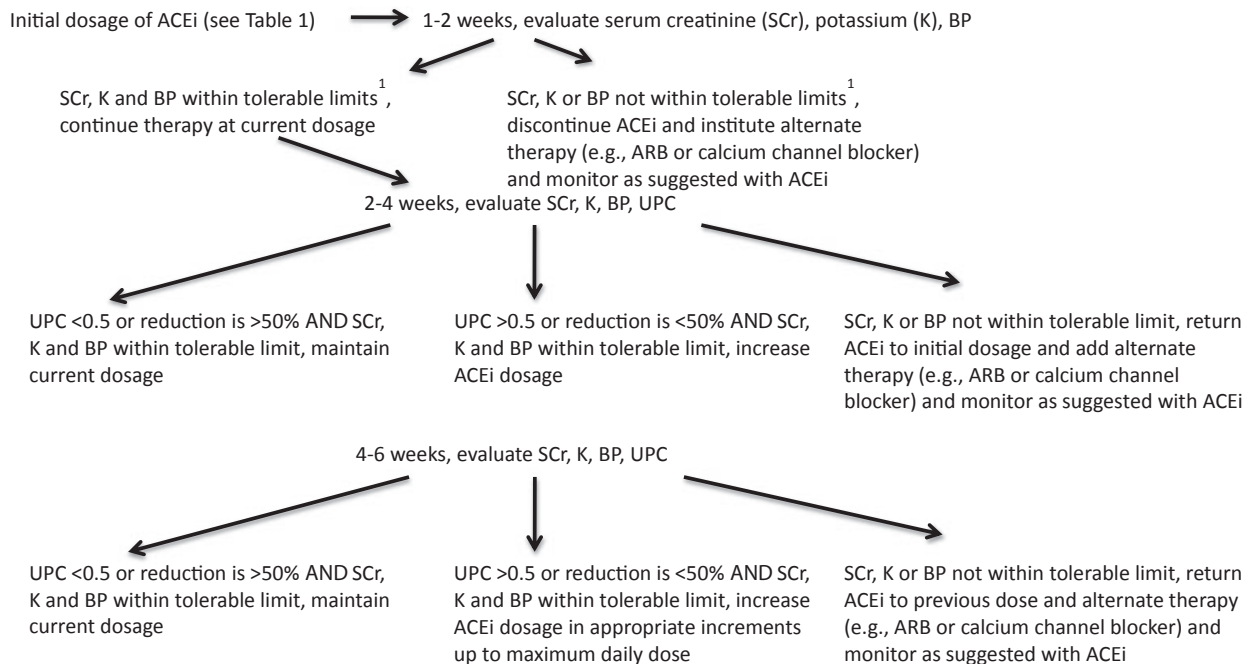 Initial dosage of ACEi (see Table 1)
1-2 weeks, evaluate serum creatinine (SCr), potassium (K), BP
SCr, K and BP within tolerable limits1,
continue therapy at current dosage
SCr, K or BP not within tolerable limits1,
discontinue ACEi and institute alternate
therapy (e.g., ARB or calcium channel blocker)
and monitor as suggested with ACEi
2-4 weeks, evaluate SCr, K, BP, UPC
UPC <0.5 or reduction is >50% AND SCr,
K and BP within tolerable limit, maintain
current dosage
UPC >0.5 or reduction is <50% AND SCr,
K and BP within tolerable limit, increase
ACEi dosage
SCr, K or BP not within tolerable limit, return
ACEi to initial dosage and add alternate
therapy (e.g., ARB or calcium channel
blocker) and monitor as suggested with ACEi
4-6 weeks, evaluate SCr, K, BP, UPC
UPC <0.5 or reduction is >50% AND SCr,
K and BP within tolerable limit, maintain
current dosage
UPC >0.5 or reduction is <50% AND SCr,
K and BP within tolerable limit, increase
ACEi dosage in appropriate increments
up to maximum daily dose
SCr, K or BP not within tolerable limit, return
ACEi to previous dose and alternate therapy
(e.g., ARB or calcium channel blocker) and
monitor as suggested with ACEi